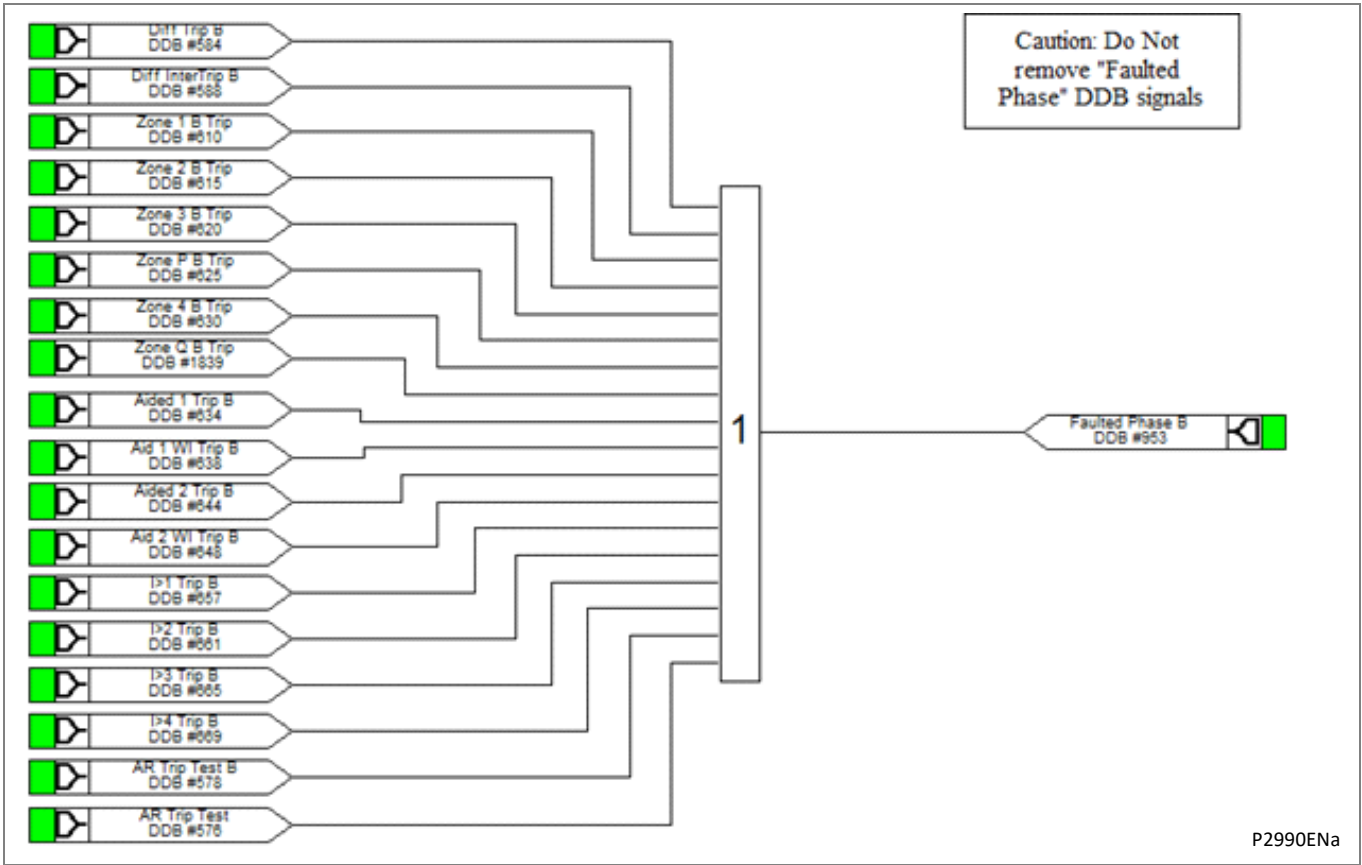 Diff Trip B
DDB #584
Diff InterTrip B
DDB #588
Zone 1 B Trip
DDB #610
Zone 2 B Trip
DDB #615
Zone 3 B Trip
DDB #620
Zone P B Trip
DDB #625
Zone 4 B Trip
DDB #630
Zone Q B Trip
DDB #1839
Aided 1 Trip B
DDB #634
Aid 1 WI Trip B
DDB #638
Aided 2 Trip B
DDB #644
Aid 2 WI Trip B
DDB #648
I>1 Trip B
DDB #657
I>2 Trip B
DDB #661
I>3 Trip B
DDB #665
I>4 Trip B
DDB #669
AR Trip Test B
DDB #578
AR Trip Test
DDB #576
1
Faulted Phase B
DDB #953
Caution: Do Not
remove "Faulted
Phase" DDB signals
P2990ENa